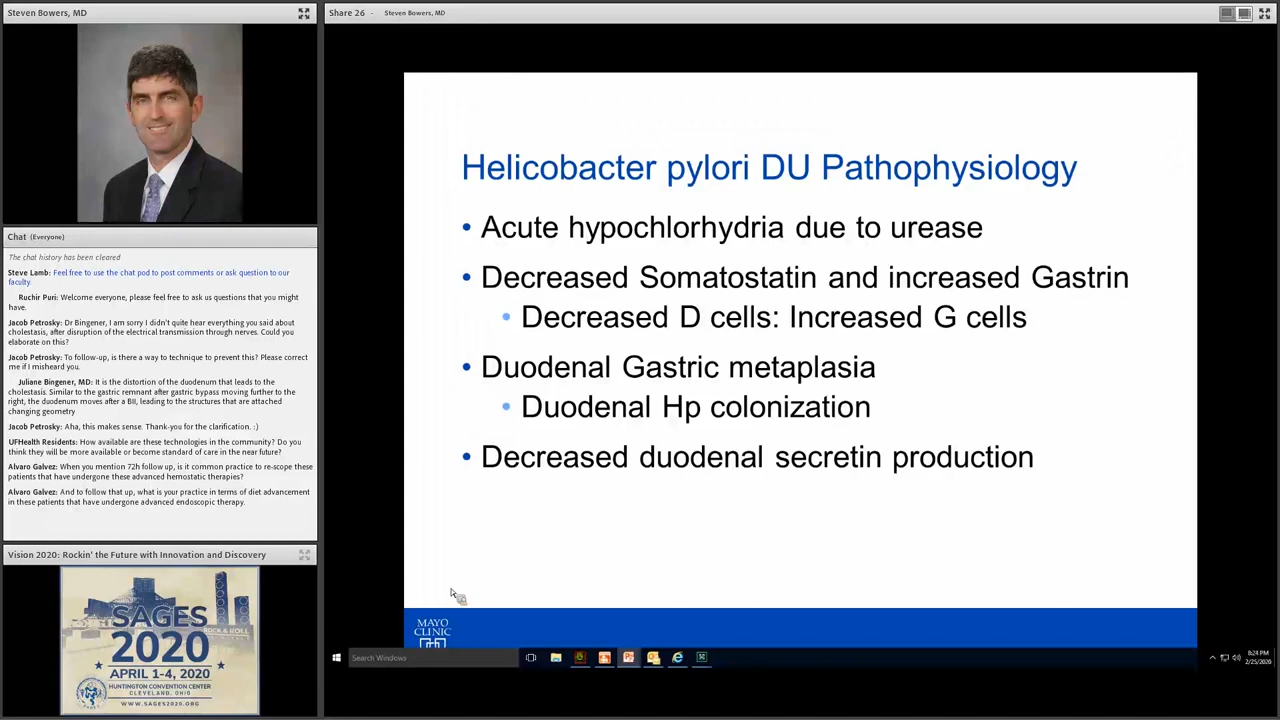 Steven Bowers, MD
Share 26 - Steven Bowers, MD
Helicobacter pylori DU Pathophysiology
• Acute hypochlorhydria due to urease
• Decreased Somatostatin and increased Gastrin
• Decreased D cells: Increased G cells
• Duodenal Gastric metaplasia
• Duodenal Hp colonization
• Decreased duodenal secretin production
MAYO
CLINIC
Chat (Everyone)
The chat history has been cleared
Steve Lamb: Feel free to use the chat pod to post comments or ask question to our
faculty.
Ruchir Puri: Welcome everyone, please feel free to ask us questions that you might
have.
Jacob Petrosky: Dr Bingener, I am sorry I didn't quite hear everything you said about
cholestasis, after disruption of the electrical transmission through nerves. Could you
elaborate on this?
Jacob Petrosky: To follow-up, is there a way to technique to prevent this? Please correct
me if I misheard you.
Juliane Bingener, MD: It is the distortion of the duodenum that leads to the
cholestasis. Similar to the gastric remnant after gastric bypass moving further to the
right, the duodenum moves after a BII, leading to the structures that are attached
changing geometry
Jacob Petrosky: Aha, this makes sense. Thank-you for the clarification. :)
UFHealth Residents: How available are these technologies in the community? Do you
think they will be more available or become standard of care in the near future?
Alvaro Galvez: When you mention 72h follow up, is it common practice to re-scope these
patients that have undergone these advanced hemostatic therapies?
Alvaro Galvez: And to follow that up, what is your practice in terms of diet advancement
in these patients that have undergone advanced endoscopic therapy.
Vision 2020: Rockin' the Future with Innovation and Discovery
SAGES
ROCK & ROLL
2020
APRIL 1-4, 2020
HUNTINGTON CONVENTION CENTER
CLEVELAND, OHIO
WWW.SAGES2020.ORG
Search Windows
8:24 PM
2/25/2020